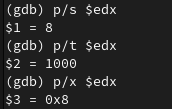 (gdb) p/s $edx
$1 = 8
(gdb) p/t $edx
$2 = 1000
(gdb) p/x $edx
$3 = 0x8